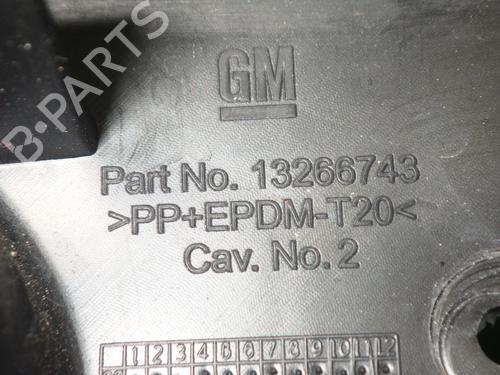 B-PARTS
GM
Part No. 13266743
>PP+EPDM-T20<
Cav. No. 2
1 2 3 4 5 6 7 8 9 10 11 12